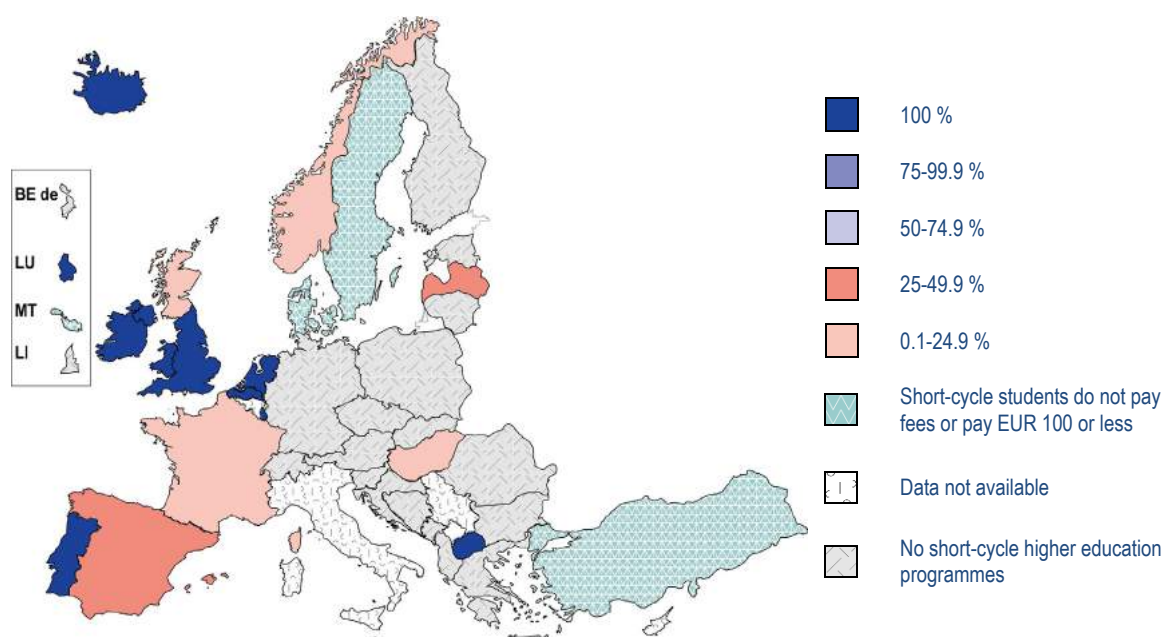 BE de
LU
MT
LI
100 %
75-99.9 %
50-74.9 %
25-49.9 %
0.1-24.9 %
Short-cycle students do not pay
fees or pay EUR 100 or less
Data not available
No short-cycle higher education
programmes